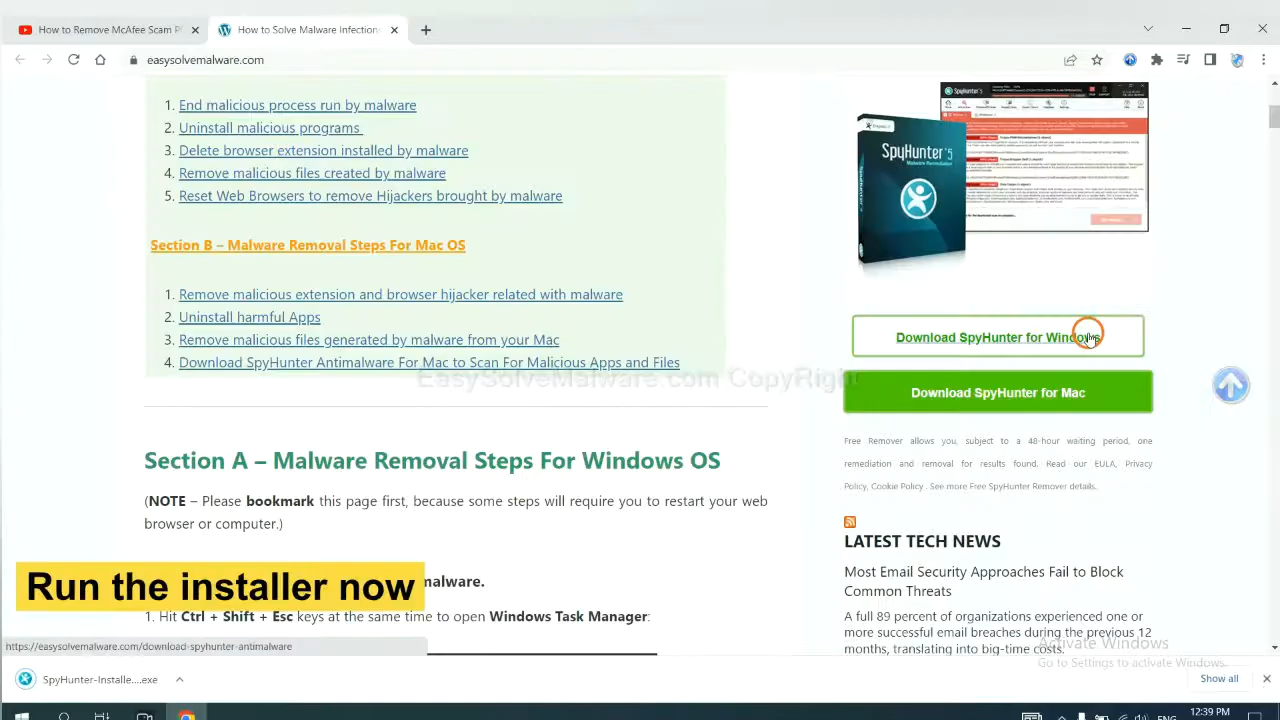 How to Remove McAfee Scam P
How to Solve Malware Infection
easysolvemalware.com
1. End malicious process run by malware
2. Uninstall malicious programs
3. Delete browser installed by malware
4. Remove malicious files created by malware
5. Reset Web Brow brought by malware
Section B – Malware Removal Steps For Mac OS
1. Remove malicious extension and browser hijacker related with malware
2. Uninstall harmful Apps
3. Remove malicious files generated by malware from your Mac
4. Download SpyHunter Antimalware For Mac to Scan For Malicious Apps and Files
EasySolveMalware.com CopyRight
Section A – Malware Removal Steps For Windows OS
(NOTE – Please bookmark this page first, because some steps will require you to restart your web
browser or computer.)
malware.
Run the installer now
1. Hit Ctrl + Shift + Esc keys at the same time to open Windows Task Manager:
SpyHunter 5
Malware Remediation
Download SpyHunter for Windows
Download SpyHunter for Mac
Free Remover allows you, subject to a 48-hour waiting period, one
remediation and removal for results found. Read our EULA, Privacy
Policy, Cookie Policy . See more Free SpyHunter Remover details.
LATEST TECH NEWS
Most Email Security Approaches Fail to Block
Common Threats
A full 89 percent of organizations experienced one or
more successful email breaches during the previous 12
months, translating into big-time costs.
Activate Windows
Go to Settings to activate Windows.
https://easysolvemalware.com/download-spyhunter-antimalware
SpyHunter-Installe....exe
Show all
ENG
12:39 PM